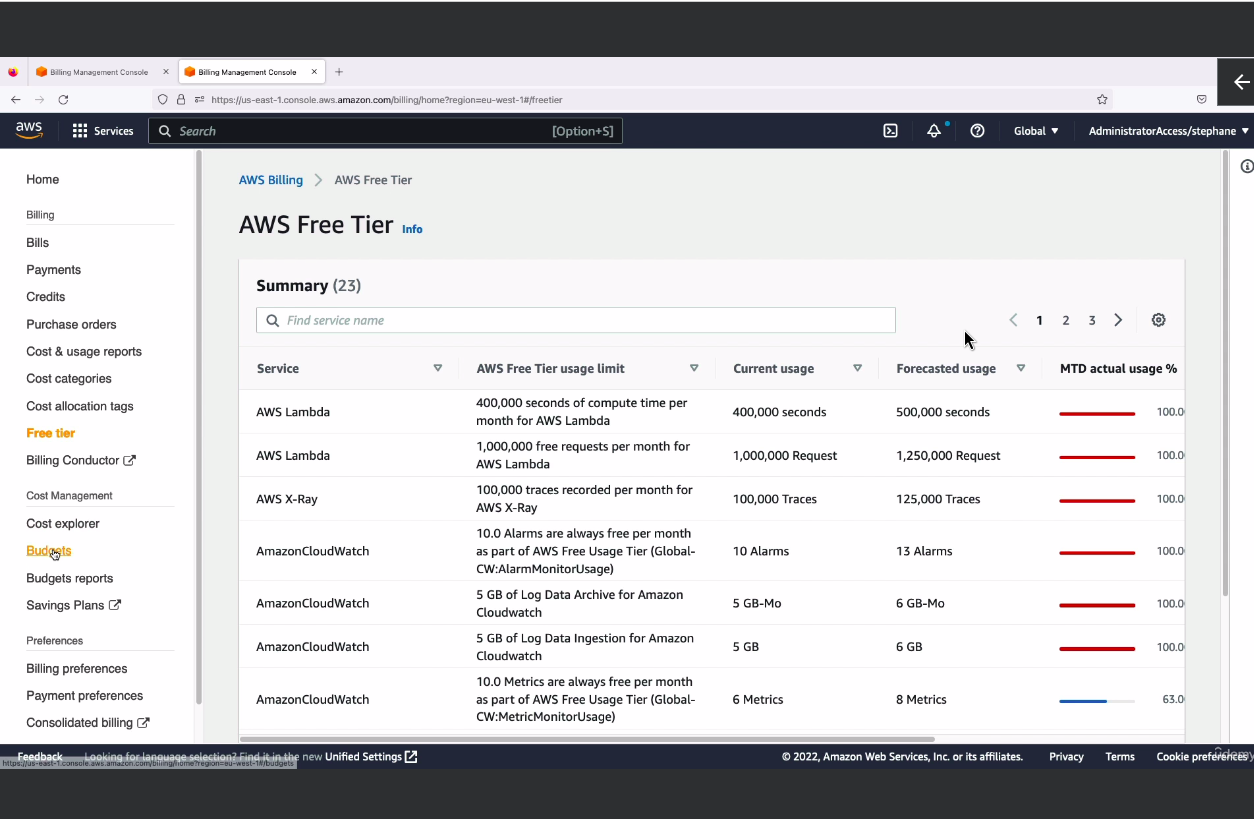 Billing Management Console
Billing Management Console
https://us-east-1.console.aws.amazon.com/billing/home?region=eu-west-1#/freetier
aws
Services
Search
[Option+S]
Global
AdministratorAccess/stephane
Home
Billing
Bills
Payments
Credits
Purchase orders
Cost & usage reports
Cost categories
Cost allocation tags
Free tier
Billing Conductor
Cost Management
Cost explorer
Budgets
Budgets reports
Savings Plans
Preferences
Billing preferences
Payment preferences
Consolidated billing
AWS Billing > AWS Free Tier
AWS Free Tier Info
Summary (23)
Find service name
1 2 3
Service AWS Free Tier usage limit Current usage Forecasted usage MTD actual usage %
AWS Lambda
400,000 seconds of compute time per
month for AWS Lambda
400,000 seconds
500,000 seconds
100.0
AWS Lambda
1,000,000 free requests per month for
AWS Lambda
1,000,000 Request
1,250,000 Request
100.0
AWS X-Ray
100,000 traces recorded per month for
AWS X-Ray
100,000 Traces
125,000 Traces
100.0
AmazonCloudWatch
10.0 Alarms are always free per month
as part of AWS Free Usage Tier (Global-
CW:AlarmMonitorUsage)
10 Alarms
13 Alarms
100.0
AmazonCloudWatch
5 GB of Log Data Archive for Amazon
Cloudwatch
5 GB-Mo
6 GB-Mo
100.0
AmazonCloudWatch
5 GB of Log Data Ingestion for Amazon
Cloudwatch
5 GB
6 GB
100.0
AmazonCloudWatch
10.0 Metrics are always free per month
as part of AWS Free Usage Tier (Global-
CW:MetricMonitorUsage)
6 Metrics
8 Metrics
63.0
Feedback
Looking for language selection? Find it in the new Unified Settings
© 2022, Amazon Web Services, Inc. or its affiliates.
Privacy
Terms
Cookie preferences
https://us-east-1.console.aws.amazon.com/billing/home?region=eu-west-1#/budgets
Udemy